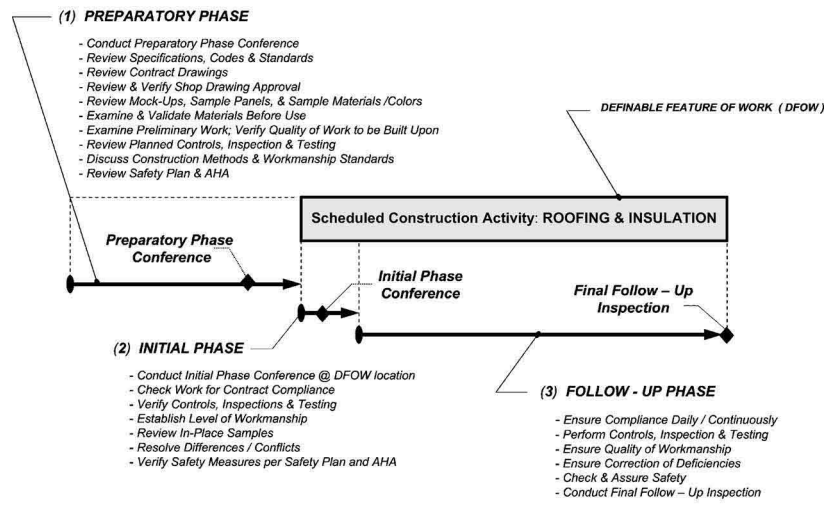 (1) PREPARATORY PHASE
- Conduct Preparatory Phase Conference
- Review Specifications, Codes & Standards
- Review Contract Drawings
- Review & Verify Shop Drawing Approval
- Review Mock-Ups, Sample Panels, & Sample Materials /Colors
- Examine & Validate Materials Before Use
- Examine Preliminary Work; Verify Quality of Work to be Built Upon
- Review Planned Controls, Inspection & Testing
- Discuss Construction Methods & Workmanship Standards
- Review Safety Plan & AHA
DEFINABLE FEATURE OF WORK ( DFOW )
Scheduled Construction Activity: ROOFING & INSULATION
Preparatory Phase
Conference
Initial Phase
Conference
Final Follow – Up
Inspection
(2) INITIAL PHASE
- Conduct Initial Phase Conference @ DFOW location
- Check Work for Contract Compliance
- Verify Controls, Inspections & Testing
- Establish Level of Workmanship
- Review In-Place Samples
- Resolve Differences / Conflicts
- Verify Safety Measures per Safety Plan and AHA
(3) FOLLOW - UP PHASE
- Ensure Compliance Daily / Continuously
- Perform Controls, Inspection & Testing
- Ensure Quality of Workmanship
- Ensure Correction of Deficiencies
- Check & Assure Safety
- Conduct Final Follow – Up Inspection